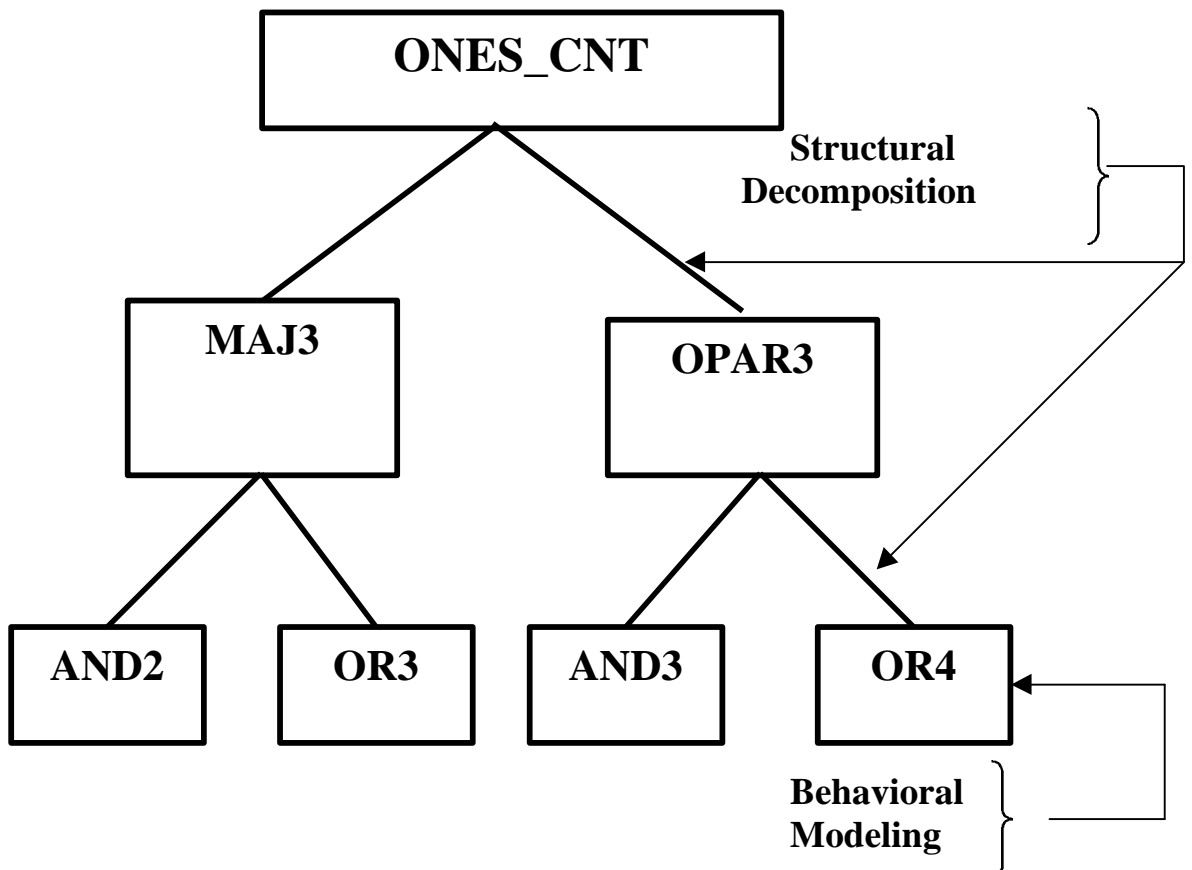 ONES_CNT
Structural
Decomposition
MAJ3
OPAR3
AND2
OR3
AND3
OR4
Behavioral
Modeling